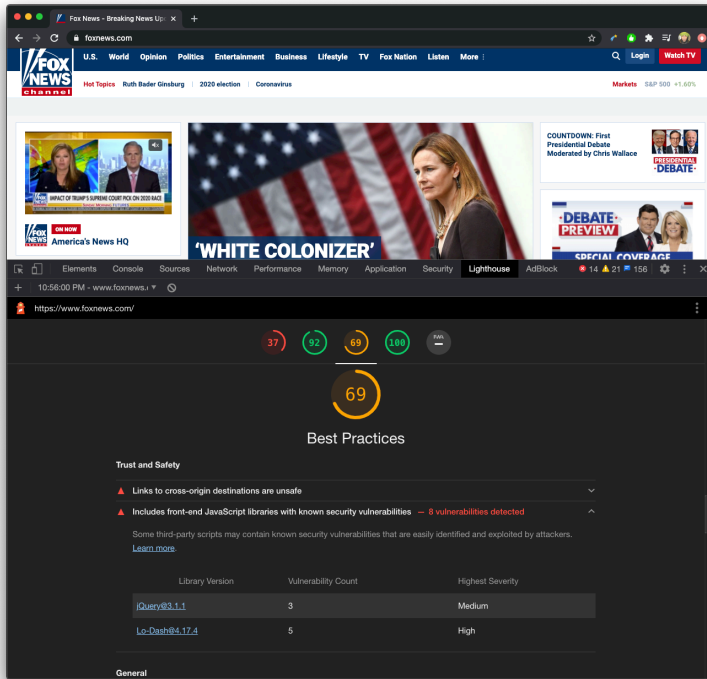 Fox News - Breaking News Up
foxnews.com
FOX NEWS channel
U.S. World Opinion Politics Entertainment Business Lifestyle TV Fox Nation Listen More
Login
Watch TV
Hot Topics Ruth Bader Ginsburg 2020 election Coronavirus
Markets S&P 500 +1.60%
IMPACT OF TRUMP'S SUPREME COURT PICK ON 2020 RACE
FOX NEWS
ON NOW
America's News HQ
'WHITE COLONIZER'
COUNTDOWN: First
Presidential Debate
Moderated by Chris Wallace
PRESIDENTIAL
·DEBATE·
·DEBATE·
PREVIEW
SPECIAL COVERAGE
Elements Console Sources Network Performance Memory Application Security Lighthouse AdBlock 14 21 156
10:56:00 PM - www.foxnews.
https://www.foxnews.com/
37 92 69 100 PWA
69
Best Practices
Trust and Safety
Links to cross-origin destinations are unsafe
Includes front-end JavaScript libraries with known security vulnerabilities — 8 vulnerabilities detected
Some third-party scripts may contain known security vulnerabilities that are easily identified and exploited by attackers.
Learn more.
Library Version Vulnerability Count Highest Severity
jQuery@3.1.1 3 Medium
Lo-Dash@4.17.4 5 High
General